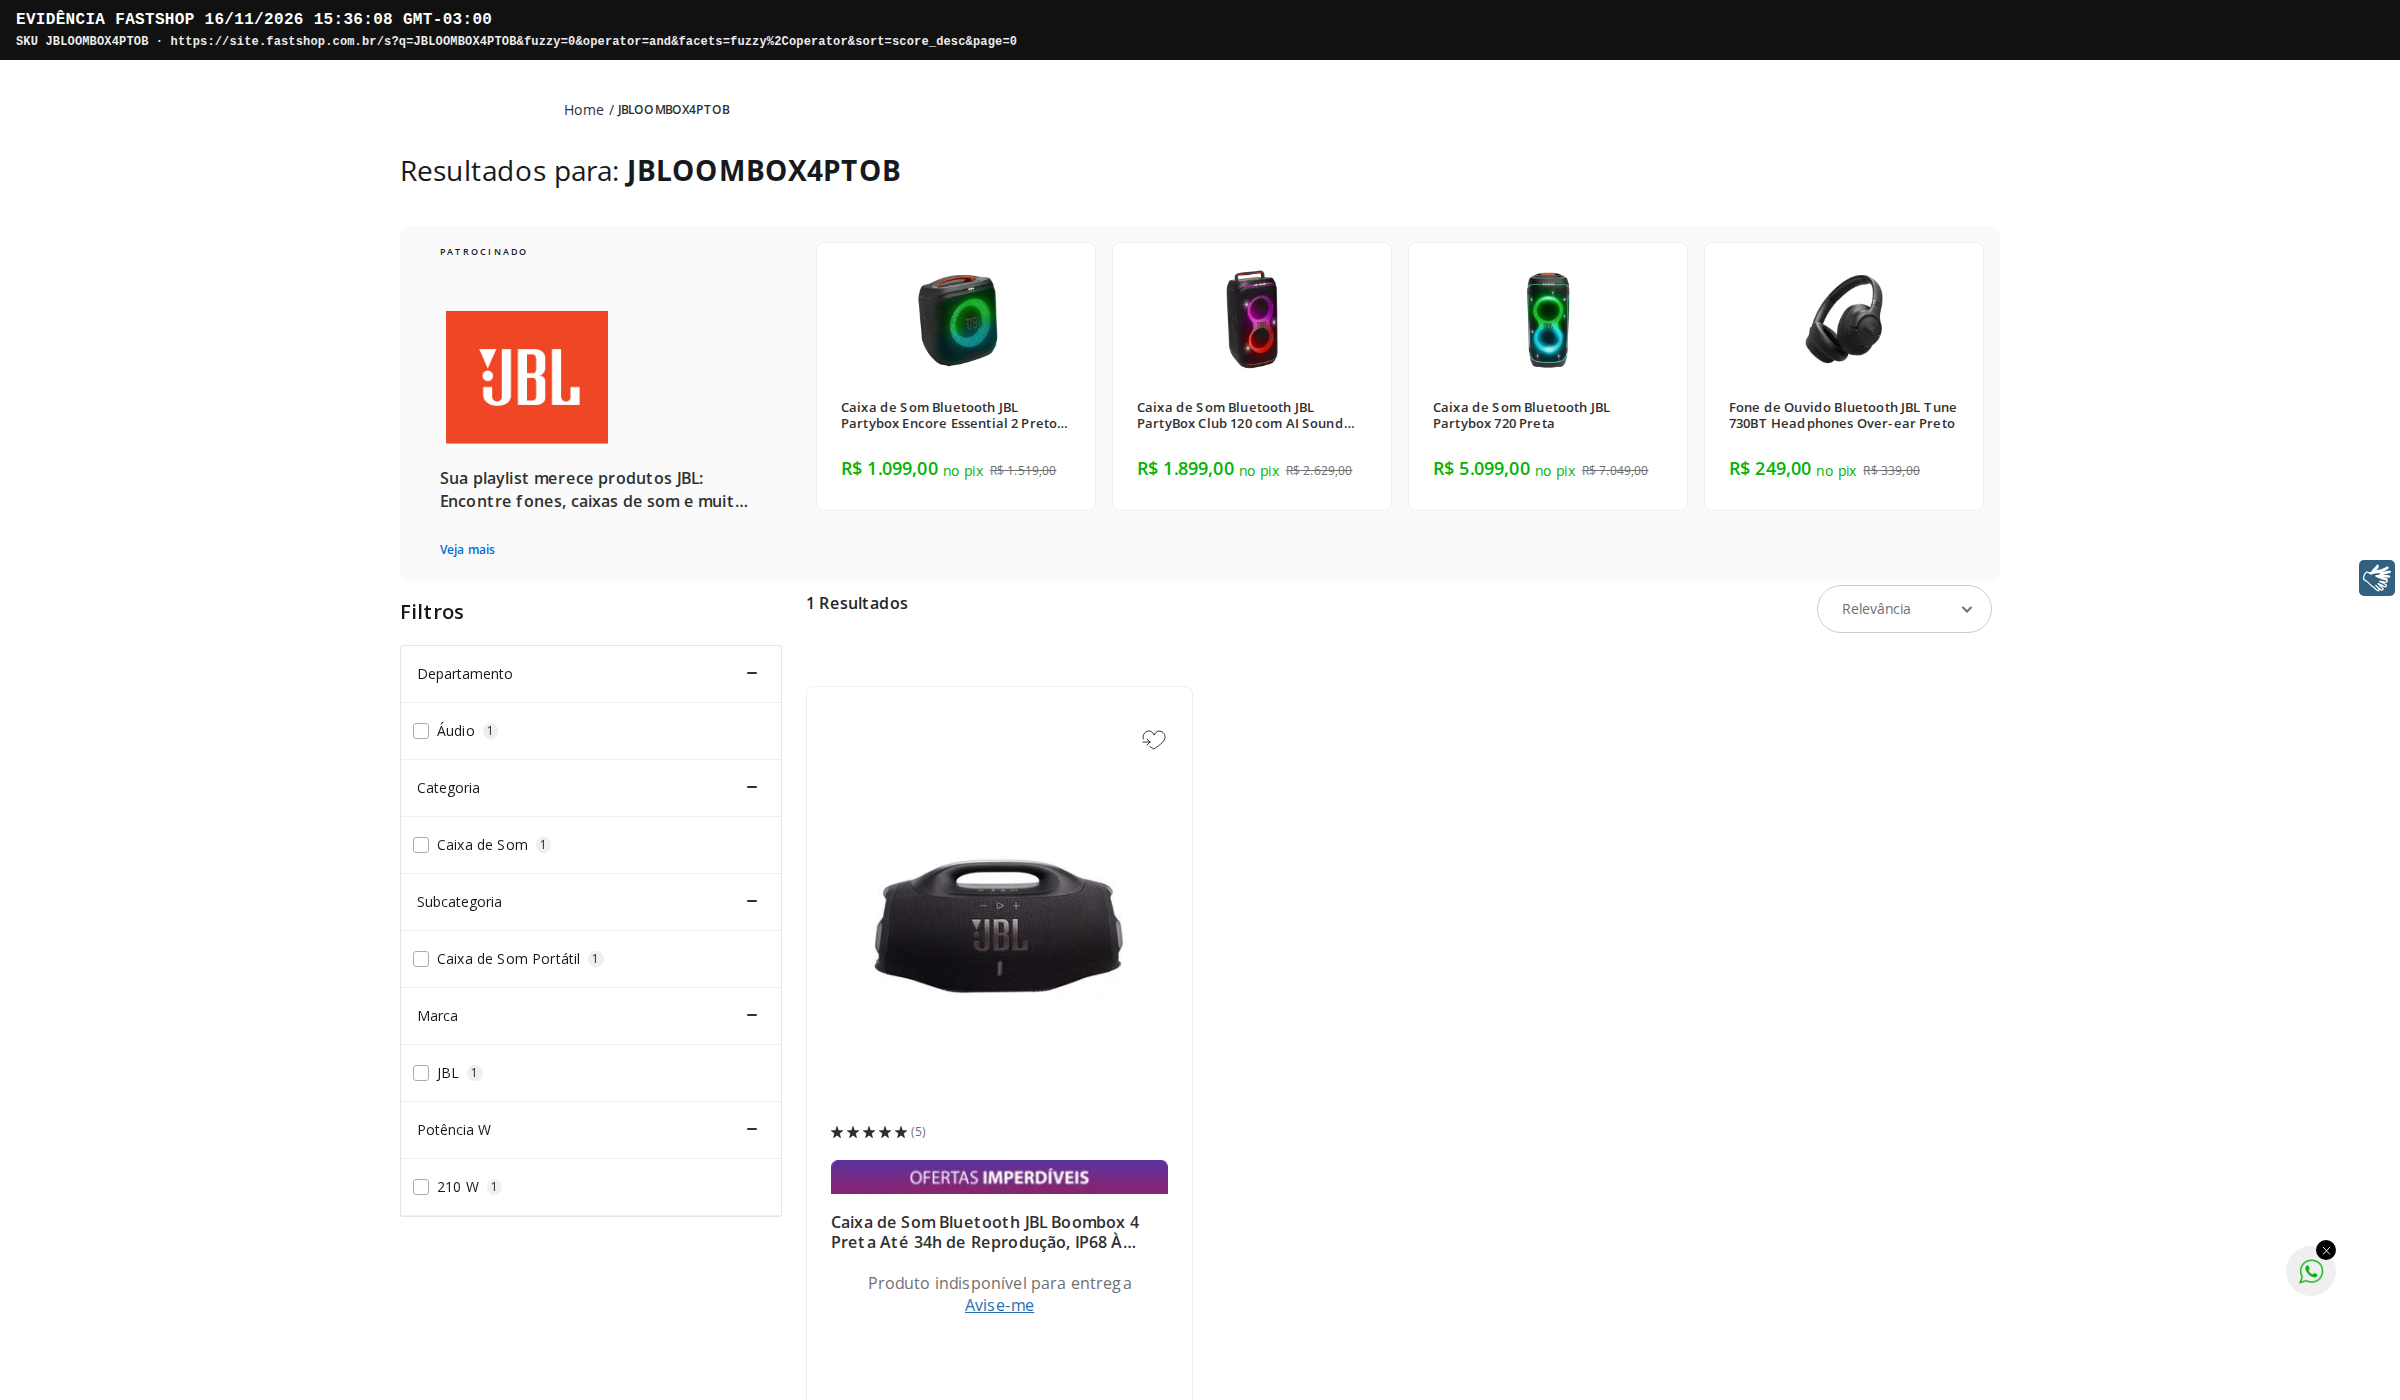 EVIDÊNCIA FASTSHOP 16/11/2026 15:36:08 GMT-03:00
SKU JBLOOMBOX4PTOB · https://site.fastshop.com.br/s?q=JBLOOMBOX4PTOB&fuzzy=0&operator=and&facets=fuzzy%2Coperator&sort=score_desc&page=0
Home / JBLOOMBOX4PTOB
Resultados para: JBLOOMBOX4PTOB
PATROCINADO
JBL
Sua playlist merece produtos JBL:
Encontre fones, caixas de som e muit...
Veja mais
Caixa de Som Bluetooth JBL
Partybox Encore Essential 2 Preto...
R$ 1.099,00 no pix R$ 1.519,00
Caixa de Som Bluetooth JBL
PartyBox Club 120 com AI Sound...
R$ 1.899,00 no pix R$ 2.629,00
Caixa de Som Bluetooth JBL
Partybox 720 Preta
R$ 5.099,00 no pix R$ 7.049,00
Fone de Ouvido Bluetooth JBL Tune
730BT Headphones Over-ear Preto
R$ 249,00 no pix R$ 339,00
Filtros
Departamento
Áudio 1
Categoria
Caixa de Som 1
Subcategoria
Caixa de Som Portátil 1
Marca
JBL 1
Potência W
210 W 1
1 Resultados
Relevância
JBL
(5)
OFERTAS IMPERDÍVEIS
Caixa de Som Bluetooth JBL Boombox 4
Preta Até 34h de Reprodução, IP68 À...
Produto indisponível para entrega
Avise-me